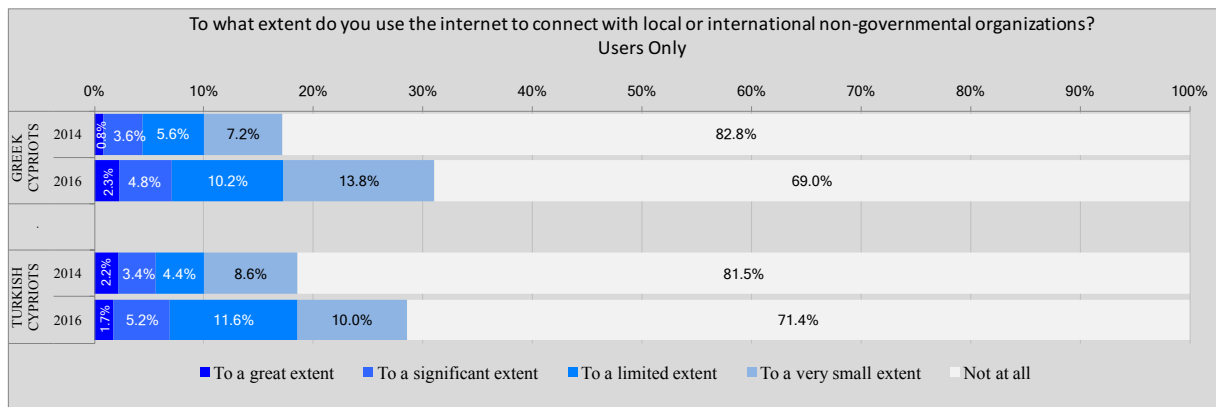 To what extent do you use the internet to connect with local or international non-governmental organizations?
Users Only
0% 10% 20% 30% 40% 50% 60% 70% 80% 90% 100%
GREEK CYPRIOTS
2014 0.8% 3.6% 5.6% 7.2% 82.8%
2016 2.3% 4.8% 10.2% 13.8% 69.0%
.
TURKISH CYPRIOTS
2014 2.2% 3.4% 4.4% 8.6% 81.5%
2016 1.7% 5.2% 11.6% 10.0% 71.4%
To a great extent To a significant extent To a limited extent To a very small extent Not at all